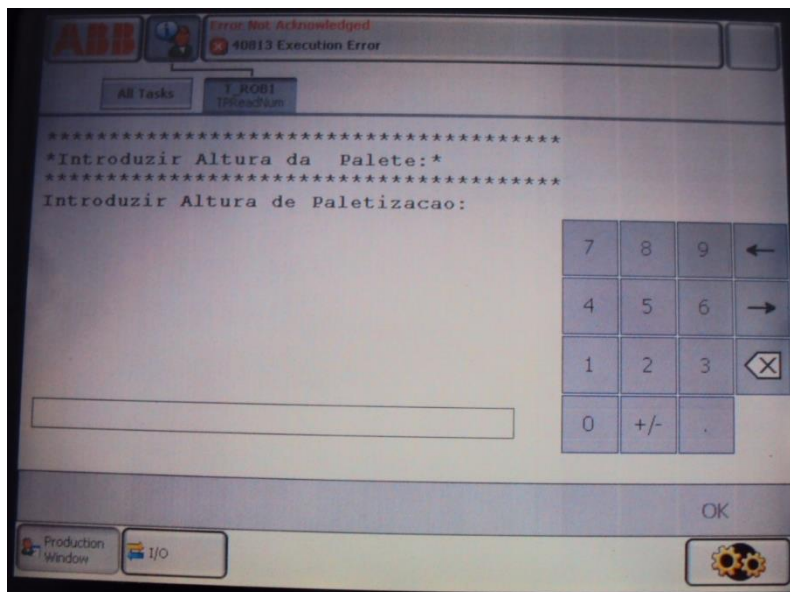 ABB
Error Not Acknowledged
40813 Execution Error
All Tasks
T_ROB1
TPReadNum
*****************************************
*Introduzir Altura da  Palete:*
*****************************************
Introduzir Altura de Paletizacao:
7 8 9 ←
4 5 6 →
1 2 3
0 +/- .
OK
Production
Window
I/O